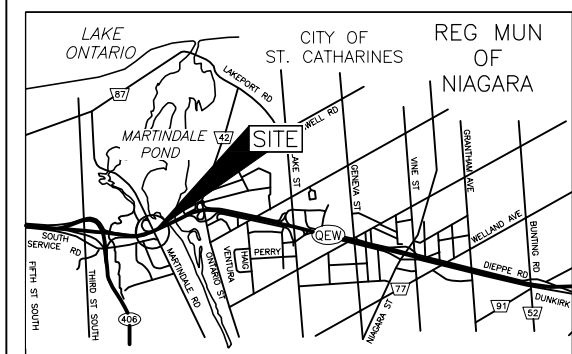 LAKE
ONTARIO
CITY OF
ST. CATHARINES
REG MUN
OF
NIAGARA
LAKEPORT RD
87
MARTINDALE
POND
42
SITE
LAKE ST
GENEVA ST
VINE ST
GRANTHAM AVE
WELLAND AVE
BUNTING RD
SOUTH
SERVICE RD
FIFTH ST SOUTH
THIRD ST SOUTH
406
MARTINDALE RD
ONTARIO ST
VENTURA
HAIG
PERRY
QEW
NIAGARA ST
77
DIEPPE RD
DUNKIRK
91
52